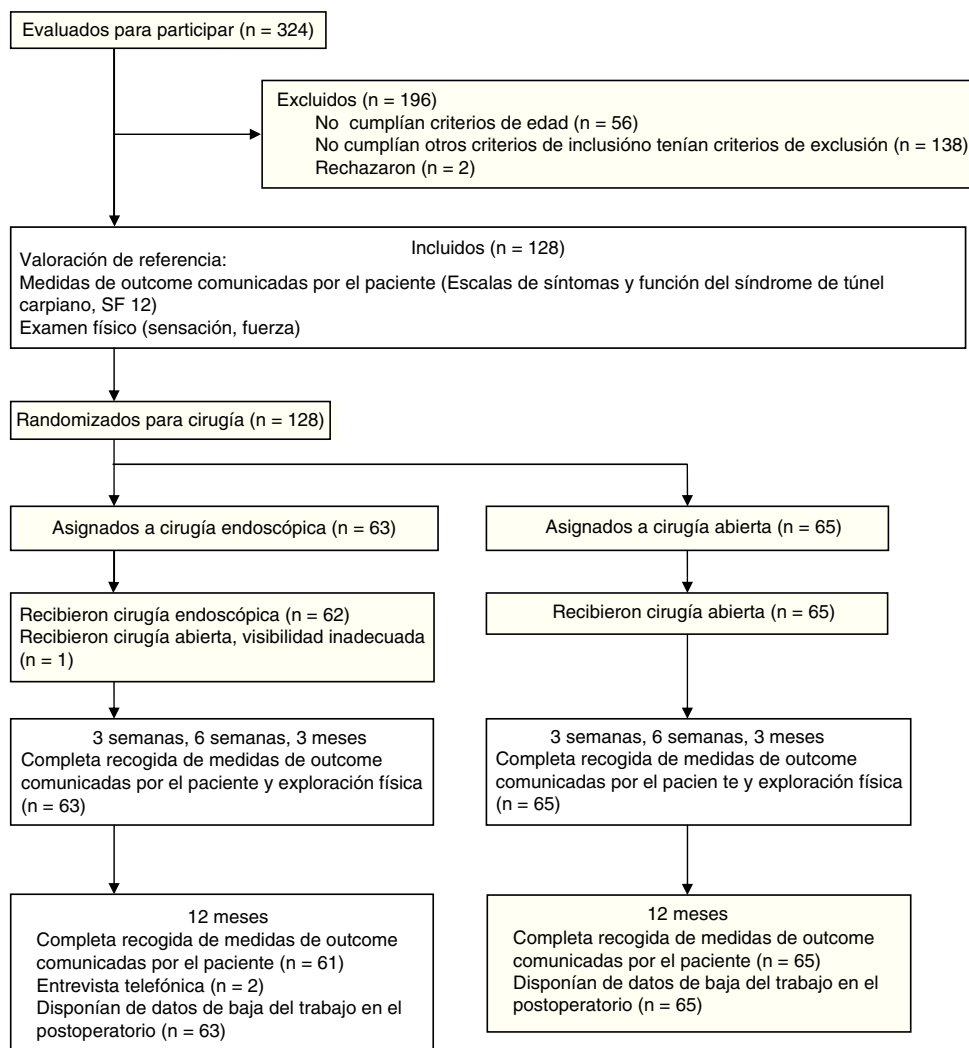 Evaluados para participar (n = 324)
Excluidos (n = 196)
No cumplían criterios de edad (n = 56)
No cumplían otros criterios de inclusióno tenían criterios de exclusión (n = 138)
Rechazaron (n = 2)
Incluidos (n = 128)
Valoración de referencia:
Medidas de outcome comunicadas por el paciente (Escalas de síntomas y función del síndrome de túnel
carpiano, SF 12)
Examen físico (sensación, fuerza)
Randomizados para cirugía (n = 128)
Asignados a cirugía endoscópica (n = 63)
Asignados a cirugía abierta (n = 65)
Recibieron cirugía endoscópica (n = 62)
Recibieron cirugía abierta, visibilidad inadecuada
(n = 1)
Recibieron cirugía abierta (n = 65)
3 semanas, 6 semanas, 3 meses
Completa recogida de medidas de outcome
comunicadas por el paciente y exploración física
(n = 63)
3 semanas, 6 semanas, 3 meses
Completa recogida de medidas de outcome
comunicadas por el pacien te y exploración física
(n = 65)
12 meses
Completa recogida de medidas de outcome
comunicadas por el paciente (n = 61)
Entrevista telefónica (n = 2)
Disponían de datos de baja del trabajo en el
postoperatorio (n = 63)
12 meses
Completa recogida de medidas de outcome
comunicadas por el paciente (n = 65)
Disponían de datos de baja del trabajo en el
postoperatorio (n = 65)